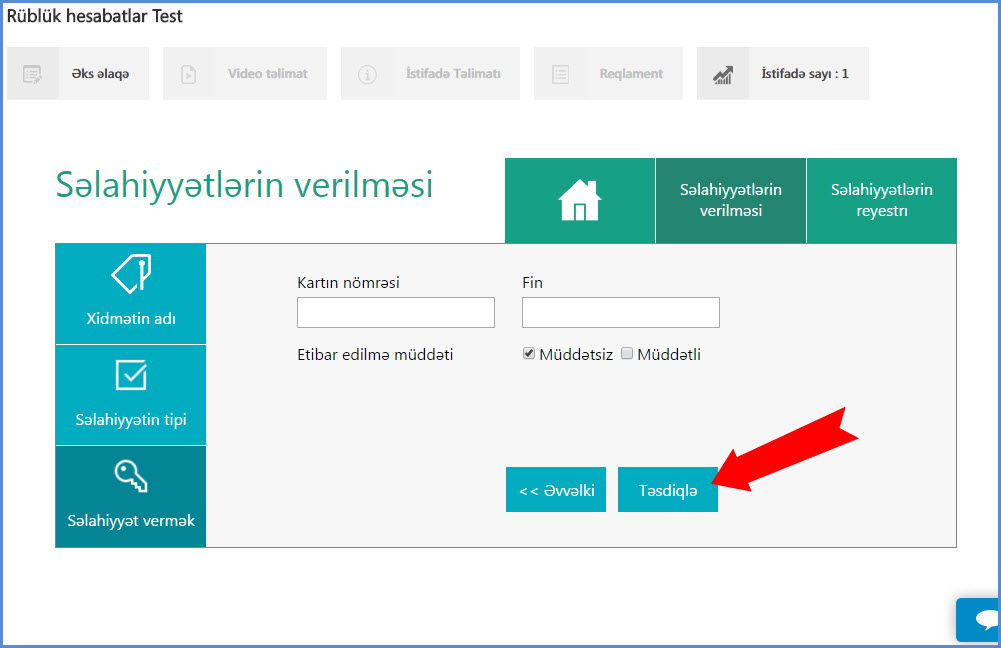 Rüblük hesabatlar Test
Əks əlaqə
Video təlimat
İstifadə Təlimatı
Reqlament
İstifadə sayı : 1
Səlahiyyətlərin verilməsi
Səlahiyyətlərin
verilməsi
Səlahiyyətlərin
reyestrı
Xidmətin adı
Səlahiyyətin tipi
Səlahiyyət vermək
Kartın nömrəsi
Fin
Etibar edilmə müddəti
Müddətsiz
Müddətli
<< Əvvəlki
Təsdiqlə